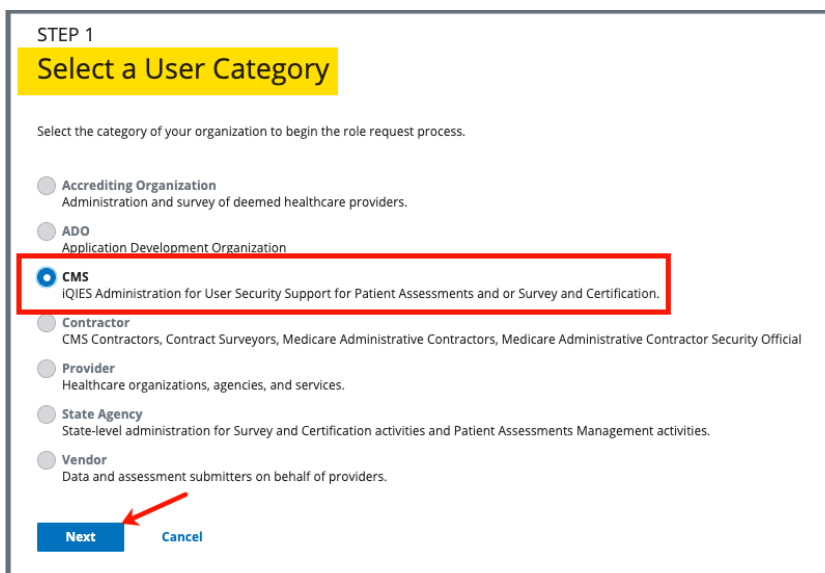 STEP 1
Select a User Category
Select the category of your organization to begin the role request process.
Accrediting Organization
Administration and survey of deemed healthcare providers.
ADO
Application Development Organization
CMS
iQIES Administration for User Security Support for Patient Assessments and or Survey and Certification.
Contractor
CMS Contractors, Contract Surveyors, Medicare Administrative Contractors, Medicare Administrative Contractor Security Official
Provider
Healthcare organizations, agencies, and services.
State Agency
State-level administration for Survey and Certification activities and Patient Assessments Management activities.
Vendor
Data and assessment submitters on behalf of providers.
Next Cancel